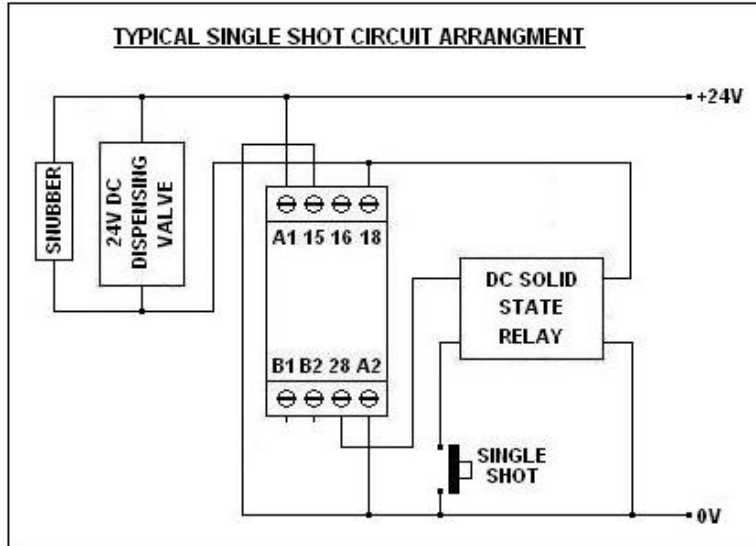 TYPICAL SINGLE SHOT CIRCUIT ARRANGMENT
+24V
SNUBBER
24V DC
DISPENSING
VALVE
A1 15 16 18
DC SOLID
STATE
RELAY
B1 B2 28 A2
SINGLE
SHOT
0V